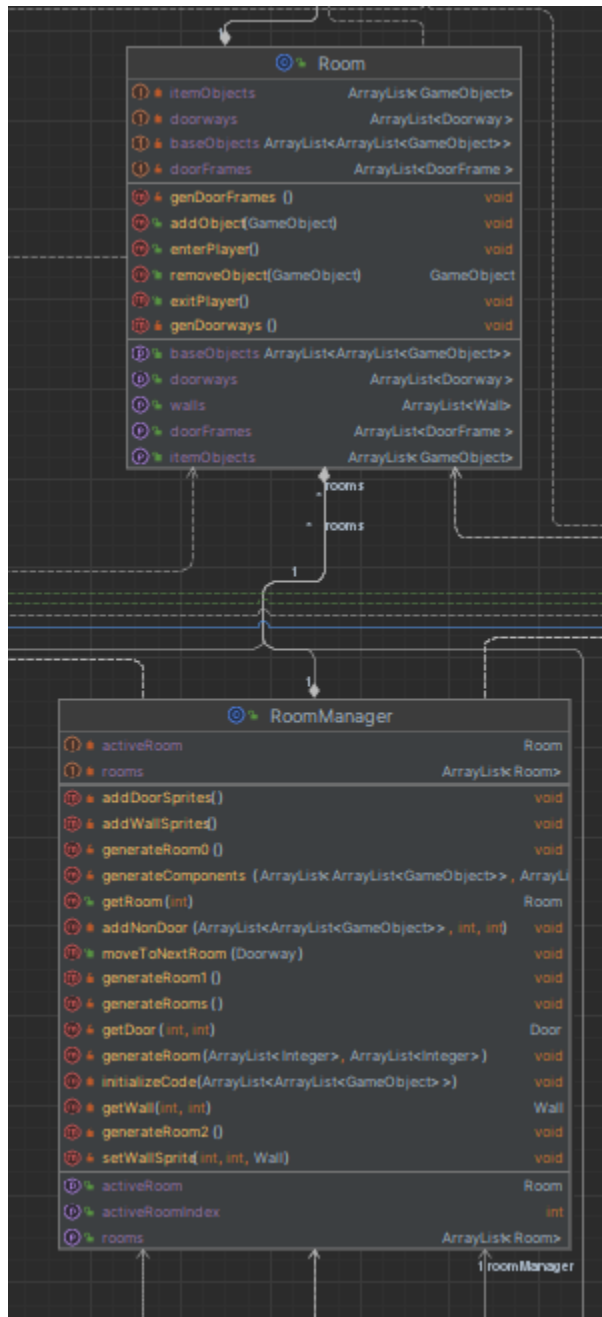 1
Room
itemObjects ArrayList<GameObject>
doorways ArrayList<Doorway>
baseObjects ArrayList<ArrayList<GameObject>>
doorFrames ArrayList<DoorFrame>
genDoorFrames() void
addObject(GameObject) void
enterPlayer() void
removeObject(GameObject) GameObject
exitPlayer() void
genDoorways() void
baseObjects ArrayList<ArrayList<GameObject>>
doorways ArrayList<Doorway>
walls ArrayList<Wall>
doorFrames ArrayList<DoorFrame>
itemObjects ArrayList<GameObject>
* rooms
* rooms
1
1
RoomManager
activeRoom Room
rooms ArrayList<Room>
addDoorSprites() void
addWallSprites() void
generateRoom0() void
generateComponents(ArrayList<ArrayList<GameObject>>, ArrayLi
getRoom(int) Room
addNonDoor(ArrayList<ArrayList<GameObject>>, int, int) void
moveToNextRoom(Doorway) void
generateRoom1() void
generateRooms() void
getDoor(int, int) Door
generateRoom(ArrayList<Integer>, ArrayList<Integer>) void
initializeCode(ArrayList<ArrayList<GameObject>>) void
getWall(int, int) Wall
generateRoom2() void
setWallSprite(int, int, Wall) void
activeRoom Room
activeRoomIndex int
rooms ArrayList<Room>
1 roomManager